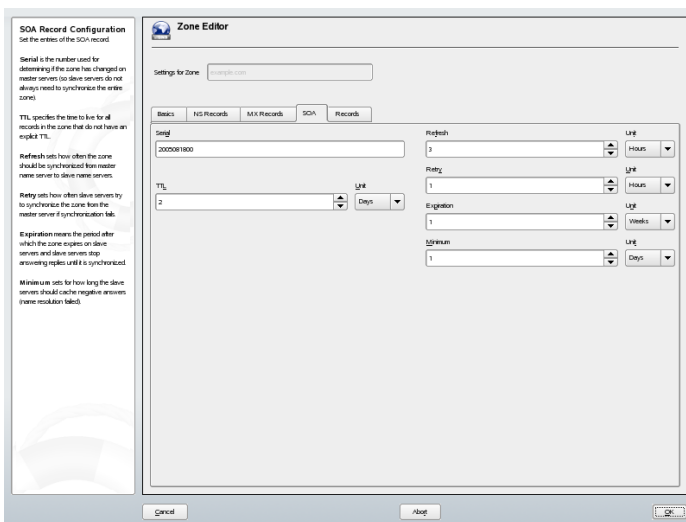 SOA Record Configuration
Set the entries of the SOA record.
Serial is the number used for
determining if the zone has changed on
master servers (so slave servers do not
always need to synchronize the entire
zone).
TTL specifies the time to live for all
records in the zone that do not have an
explicit TTL.
Refresh sets how often the zone
should be synchronized from master
name server to slave name servers.
Retry sets how often slave servers try
to synchronize the zone from the
master server if synchronization fails.
Expiration means the period after
which the zone expires on slave
servers and slave servers stop
answering replies until it is synchronized.
Minimum sets for how long the slave
servers should cache negative answers
(name resolution failed).
Zone Editor
Settings for Zone example.com
Basics NS Records MX Records SOA Records
Serial
2005081800
TTL Unit
2 Days
Refresh Unit
3 Hours
Retry Unit
1 Hours
Expiration Unit
1 Weeks
Minimum Unit
1 Days
Cancel Abort OK